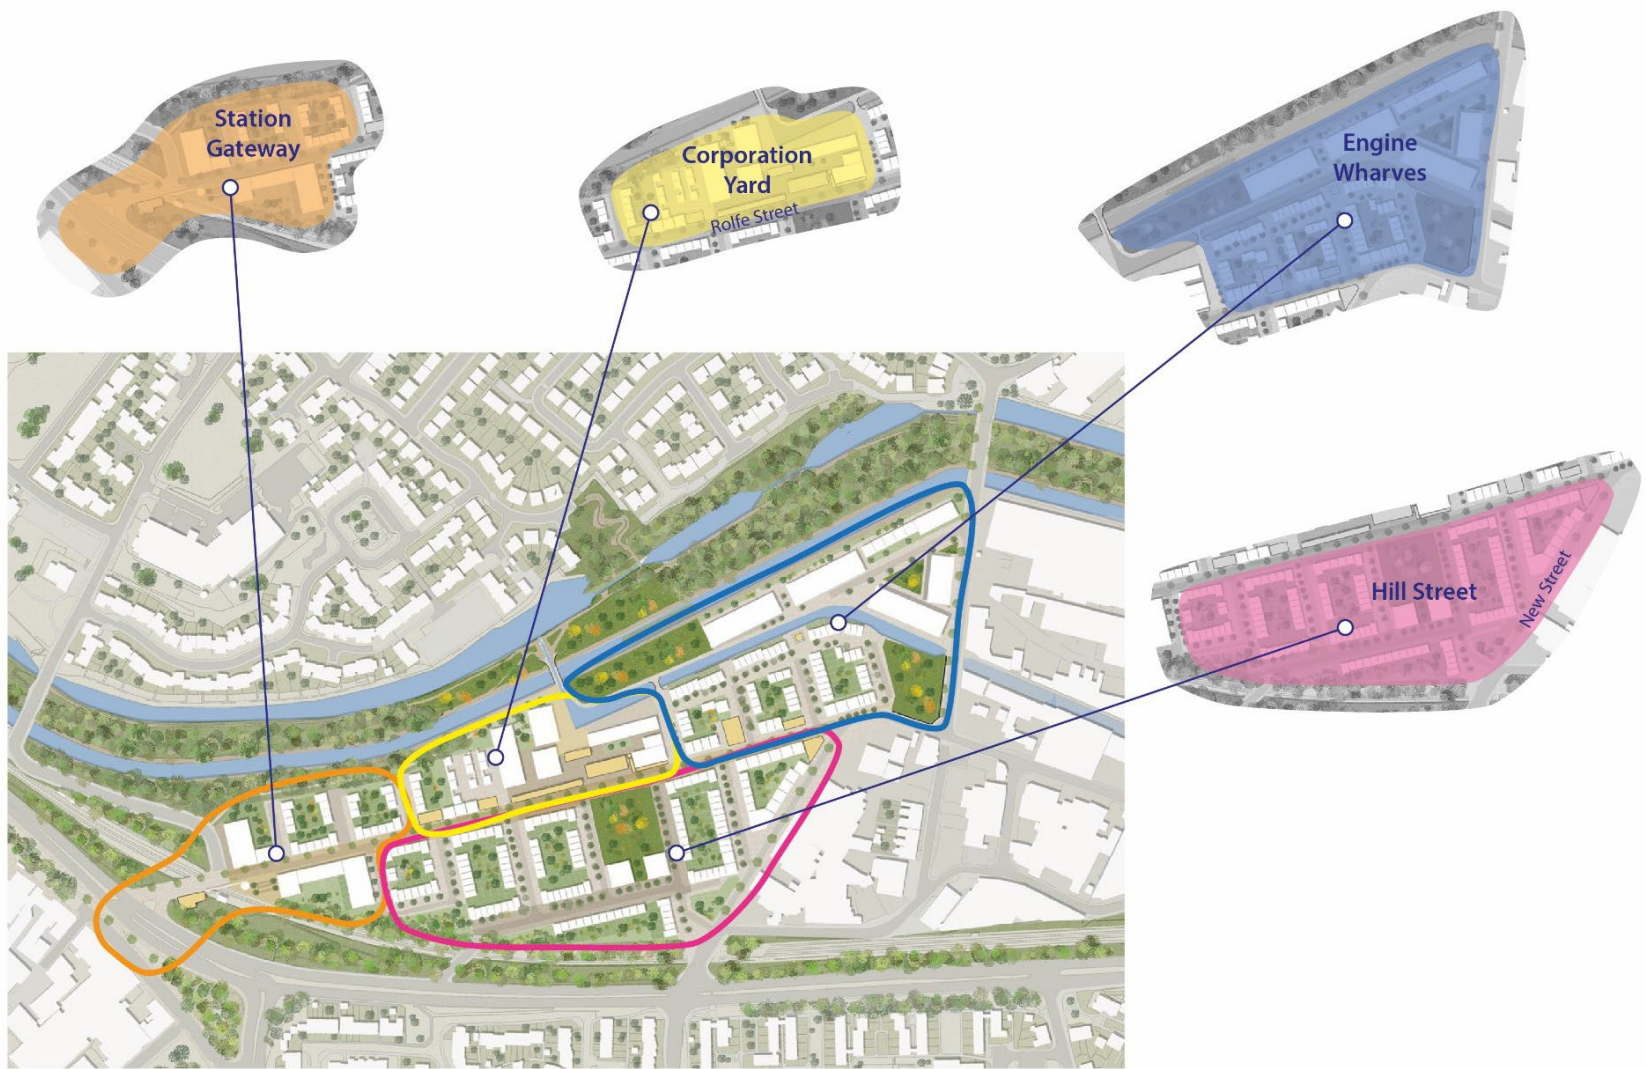 Station
Gateway
Corporation
Yard
Rolfe Street
Engine
Wharves
Hill Street
New Street